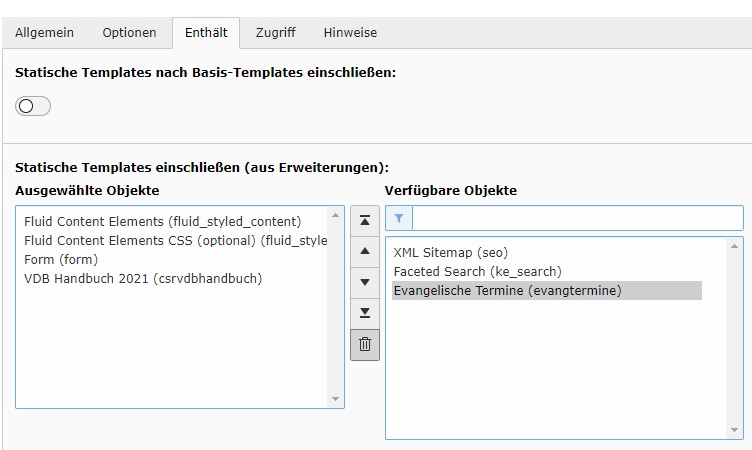 Allgemein Optionen Enthält Zugriff Hinweise
Statische Templates nach Basis-Templates einschließen:
Statische Templates einschließen (aus Erweiterungen):
Ausgewählte Objekte
Fluid Content Elements (fluid_styled_content)
Fluid Content Elements CSS (optional) (fluid_style
Form (form)
VDB Handbuch 2021 (csrvdbhandbuch)
Verfügbare Objekte
XML Sitemap (seo)
Faceted Search (ke_search)
Evangelische Termine (evangtermine)